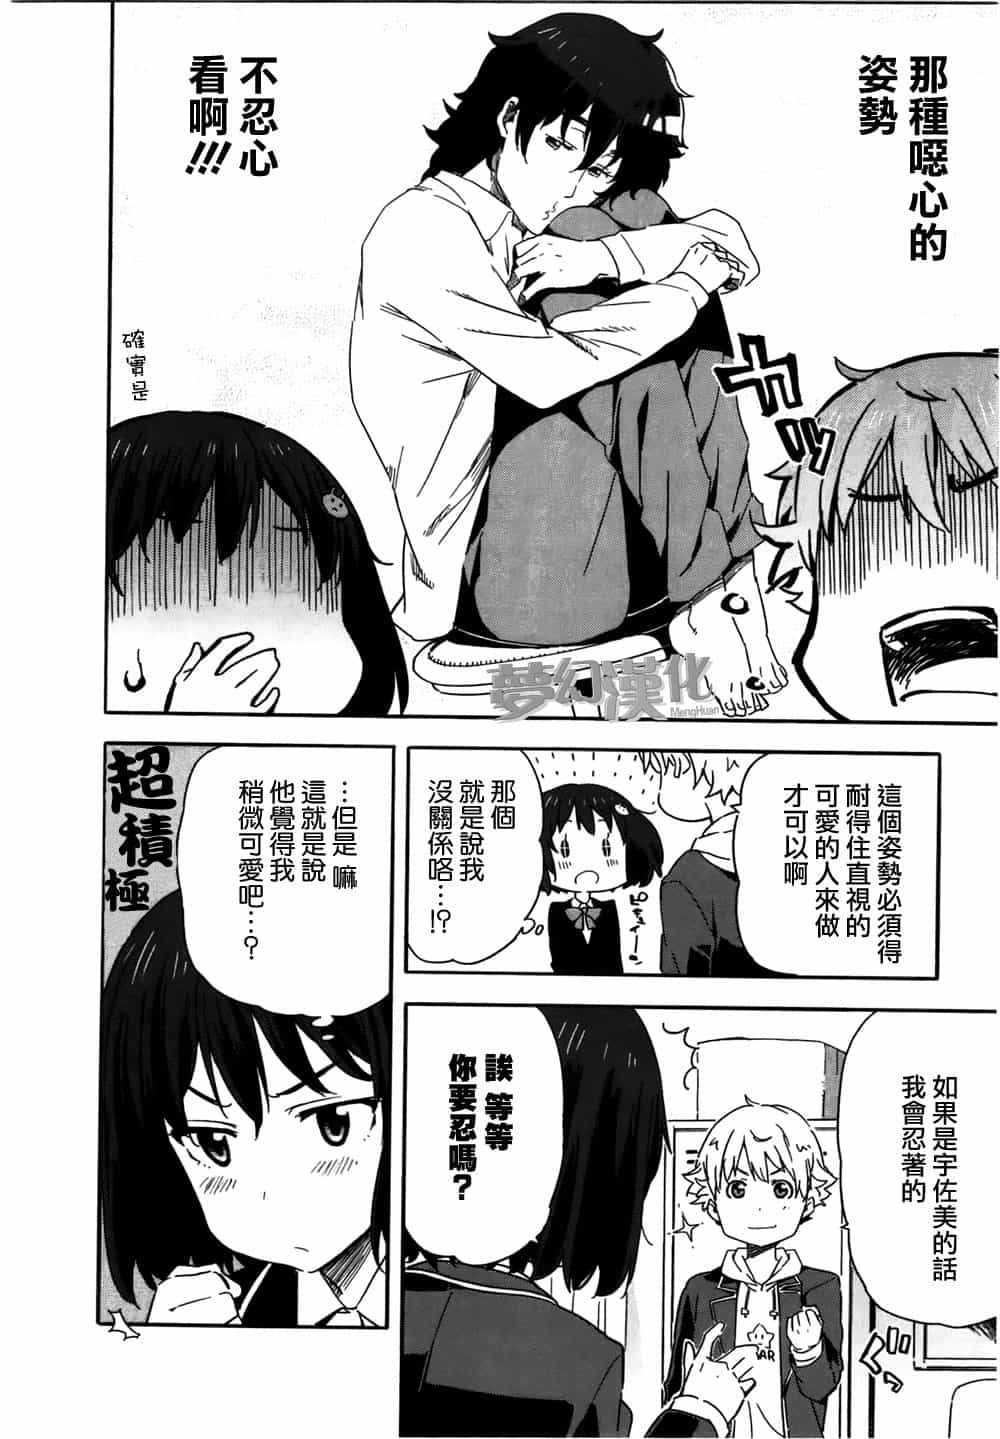 那種噁心的
姿勢
不忍心
看啊!!!
確實是
夢幻漢化
MengHuan
這個姿勢必須得
耐得住直視的
可愛的人來做
才可以啊
那個
就是說我
沒關係咯…!?
…但是嘛
這就是說
他覺得我
稍微可愛吧…?
超積極
如果是宇佐美的話
我會忍著的
誒 等等
你要忍嗎?